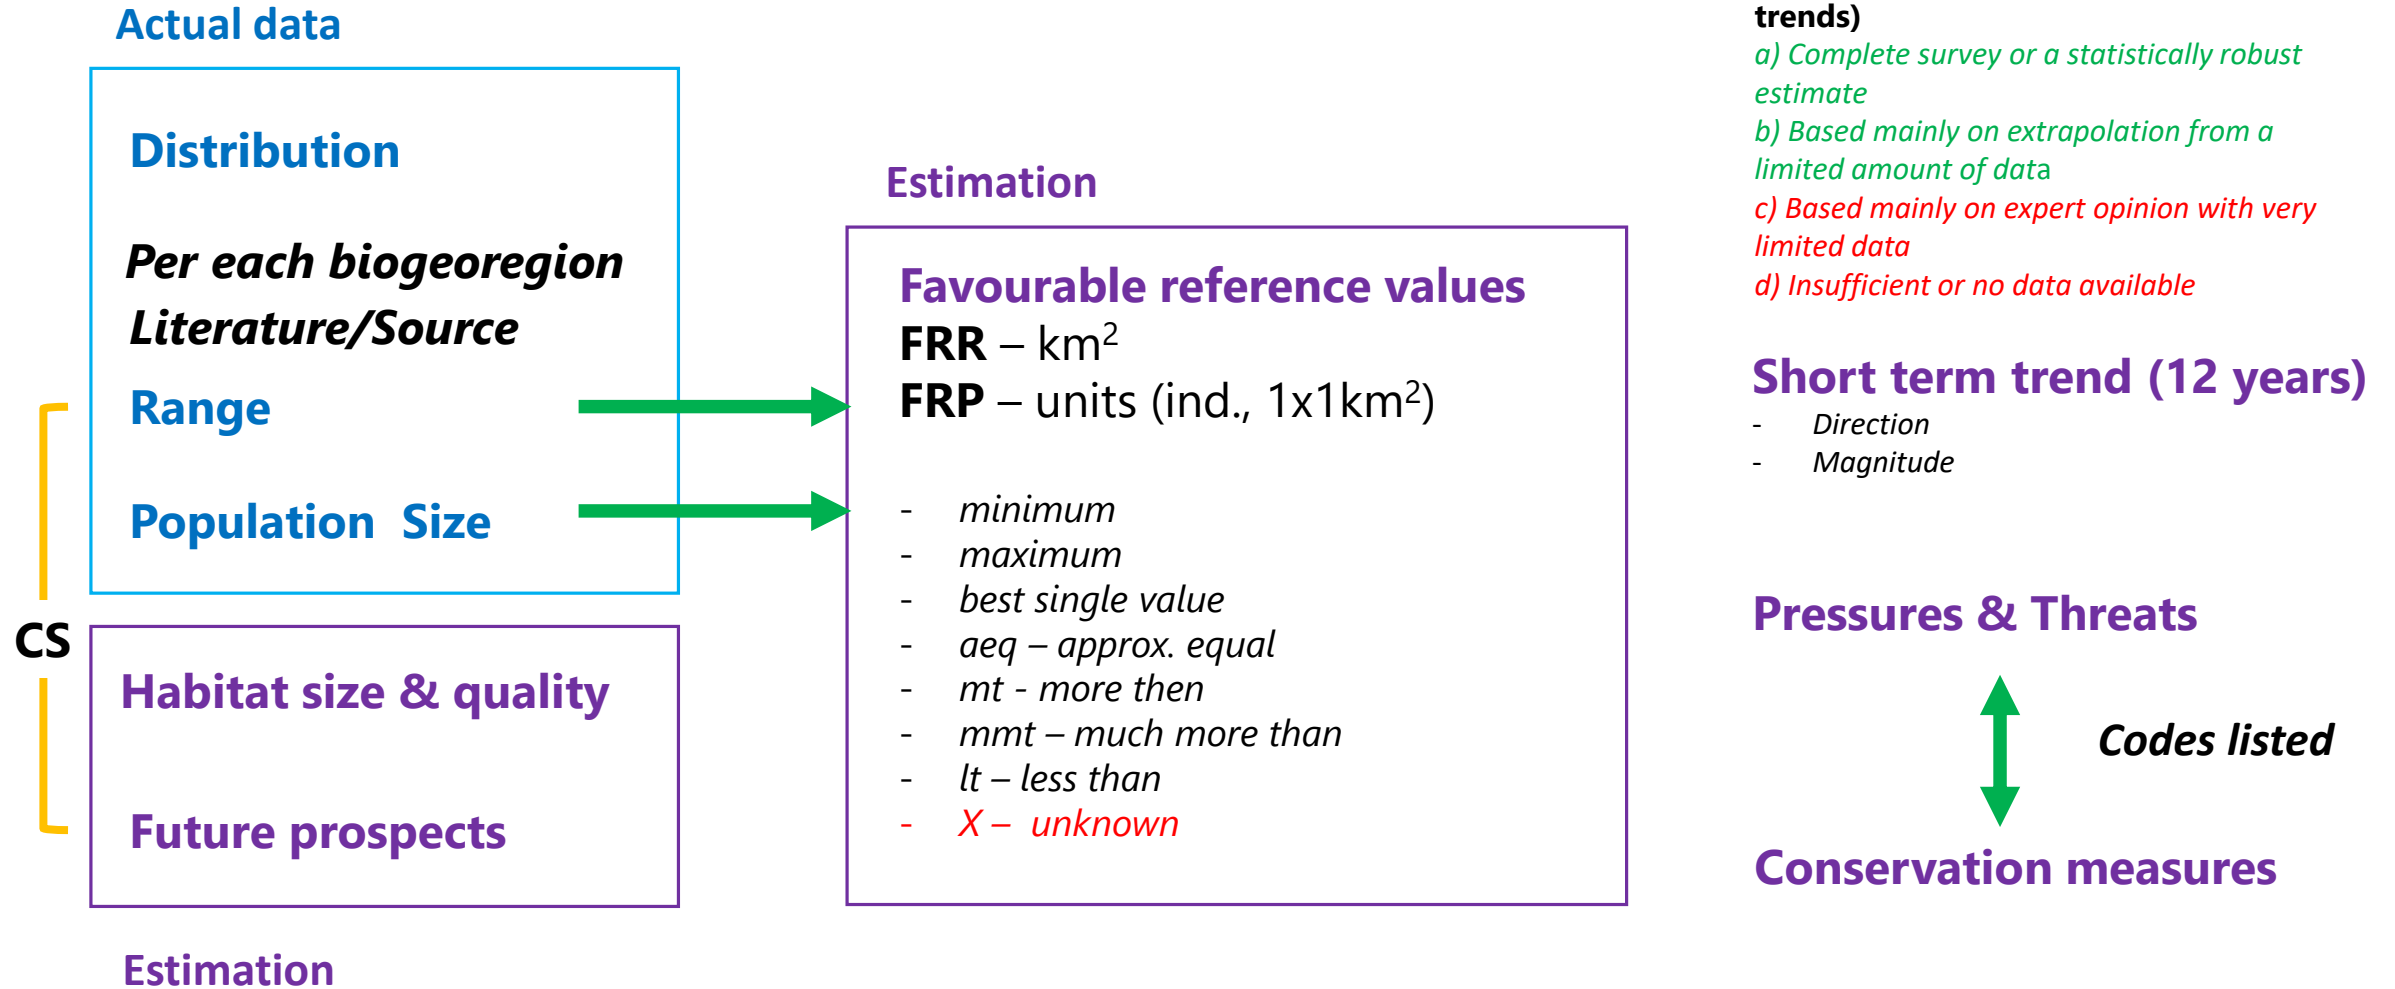 Actual data
Distribution
Per each biogeoregion
Literature/Source
Range
Population  Size
CS
Habitat size & quality
Future prospects
Estimation
Estimation
Favourable reference values
FRR – km²
FRP – units (ind., 1x1km²)
- minimum
- maximum
- best single value
- aeq – approx. equal
- mt - more then
- mmt – much more than
- lt – less than
- X –  unknown
trends)
a) Complete survey or a statistically robust
estimate
b) Based mainly on extrapolation from a
limited amount of data
c) Based mainly on expert opinion with very
limited data
d) Insufficient or no data available
Short term trend (12 years)
- Direction
- Magnitude
Pressures & Threats
Codes listed
Conservation measures